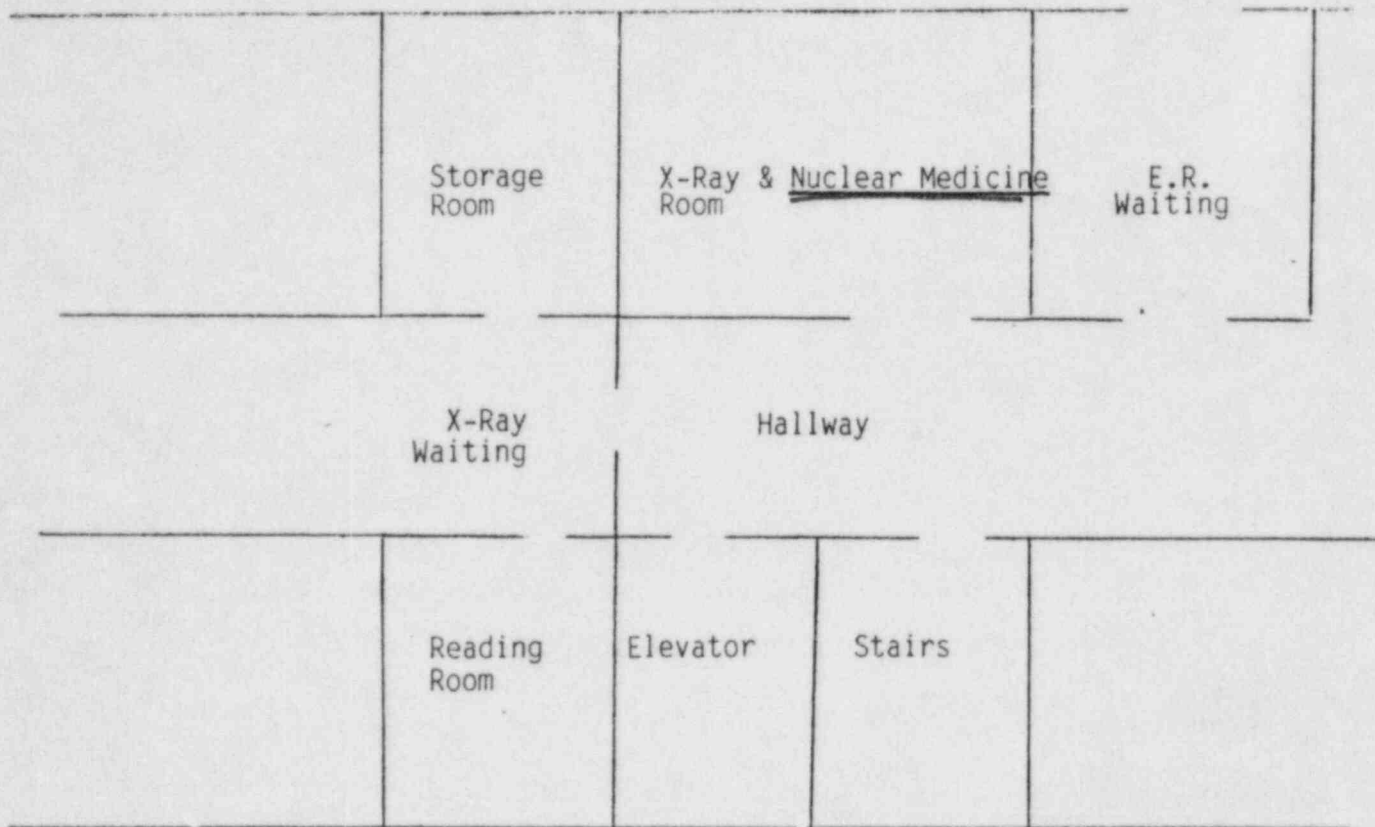 Storage
Room
X-Ray & Nuclear Medicine
Room
E.R.
Waiting
X-Ray
Waiting
Hallway
Reading
Room
Elevator
Stairs